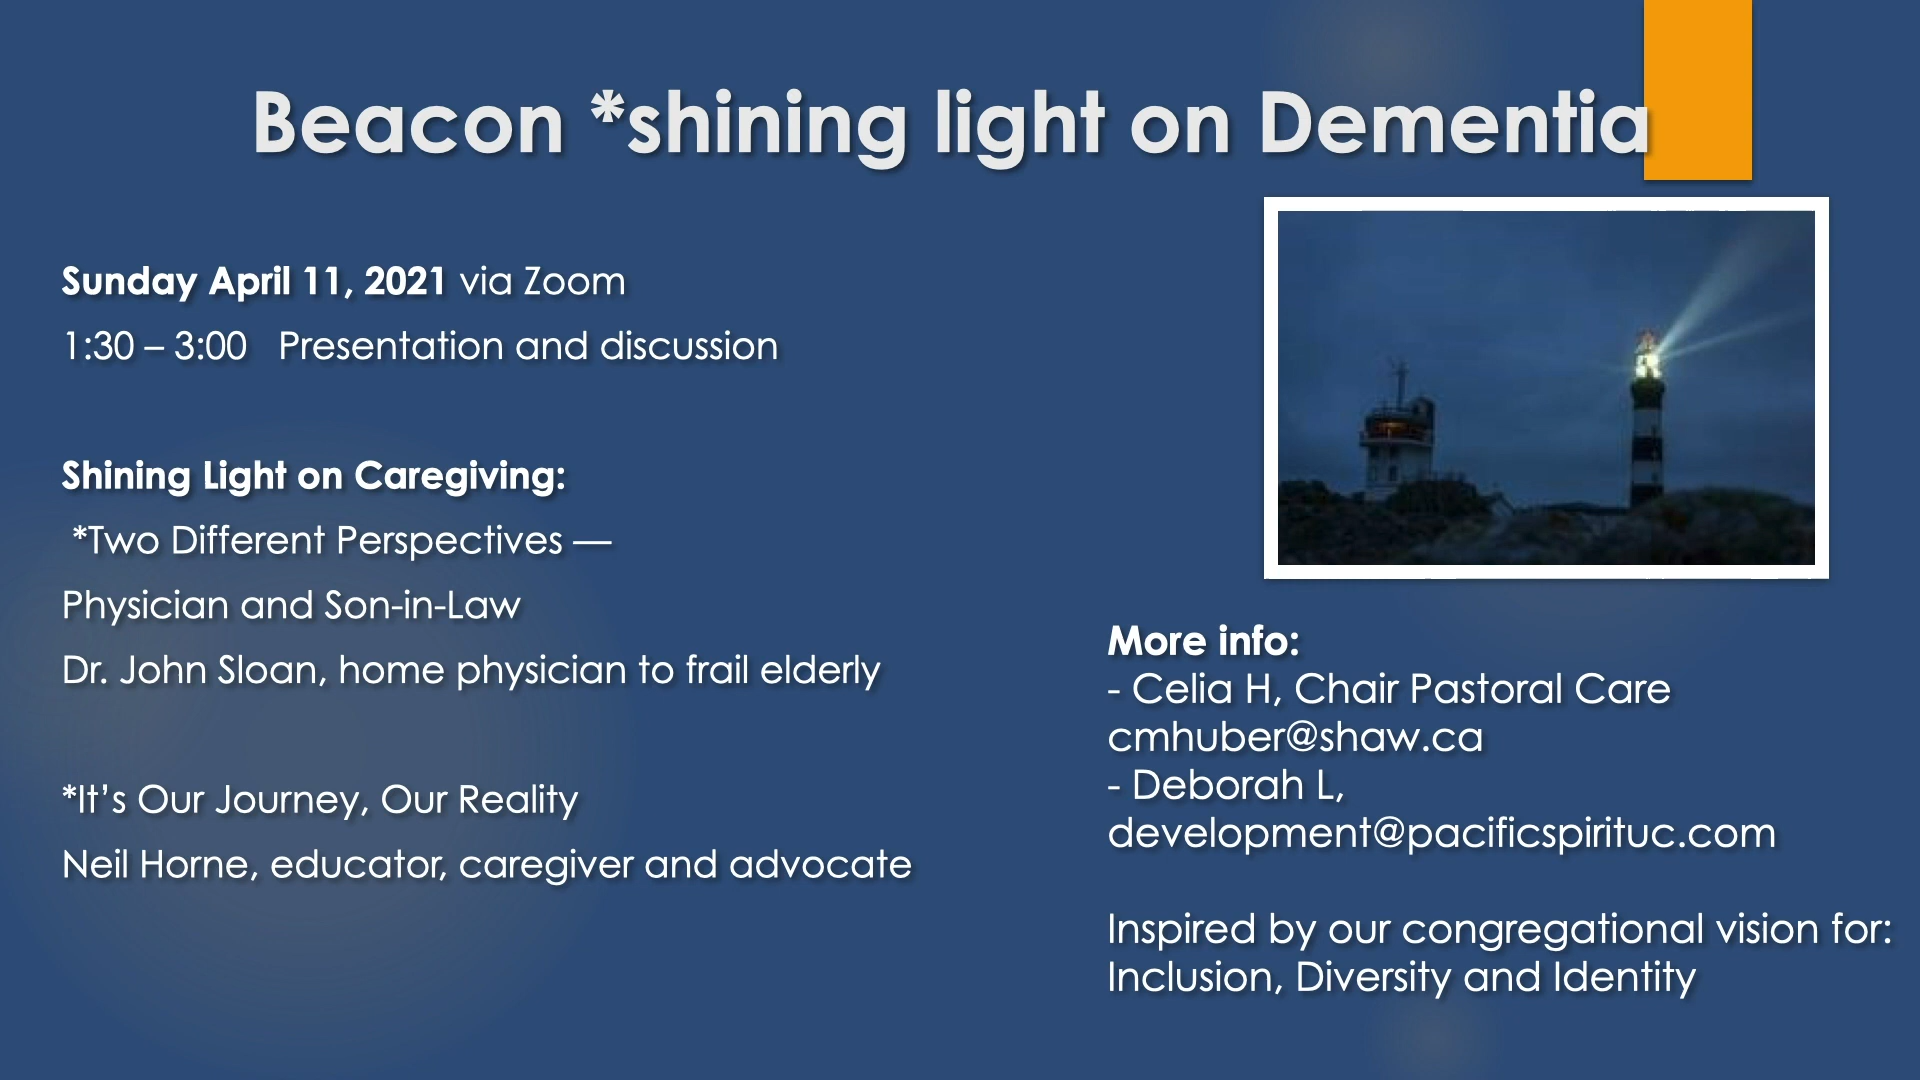 Beacon *shining light on Dementia
Sunday April 11, 2021 via Zoom
1:30 – 3:00   Presentation and discussion
Shining Light on Caregiving:
*Two Different Perspectives —
Physician and Son-in-Law
Dr. John Sloan, home physician to frail elderly
*It’s Our Journey, Our Reality
Neil Horne, educator, caregiver and advocate
More info:
- Celia H, Chair Pastoral Care
cmhuber@shaw.ca
- Deborah L,
development@pacificspirituc.com
Inspired by our congregational vision for:
Inclusion, Diversity and Identity